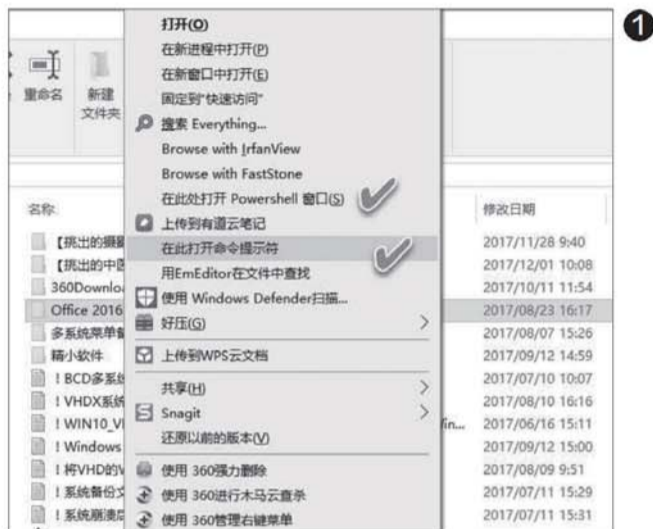 ❶
重命名
新建
文件夹
打开(O)
在新进程中打开(P)
在新窗口中打开(E)
固定到"快速访问"
搜索 Everything...
Browse with IrfanView
Browse with FastStone
在此处打开 Powershell 窗口(S)
上传到有道云笔记
在此打开命令提示符
用EmEditor在文件中查找
使用 Windows Defender扫描...
好压(G)
上传到WPS云文档
共享(H)
Snagit
还原以前的版本(V)
使用 360强力删除
使用 360进行木马云查杀
使用 360管理右键菜单
名称
修改日期
【挑出的摄
2017/11/28 9:40
【挑出的中
2017/12/01 10:08
360Downlo
2017/10/11 11:54
Office 2016
2017/08/23 16:17
多系统菜单
2017/08/07 15:26
精小软件
2017/09/12 14:59
! BCD多系
2017/07/10 10:07
! VHDX系
2017/08/10 16:16
! WIN10_V
in...
2017/06/16 15:11
! Windows
2017/09/12 15:00
! 将VHD的
2017/08/09 9:51
! 系统备份文
2017/07/11 15:29
! 系统崩溃后
2017/07/11 15:31